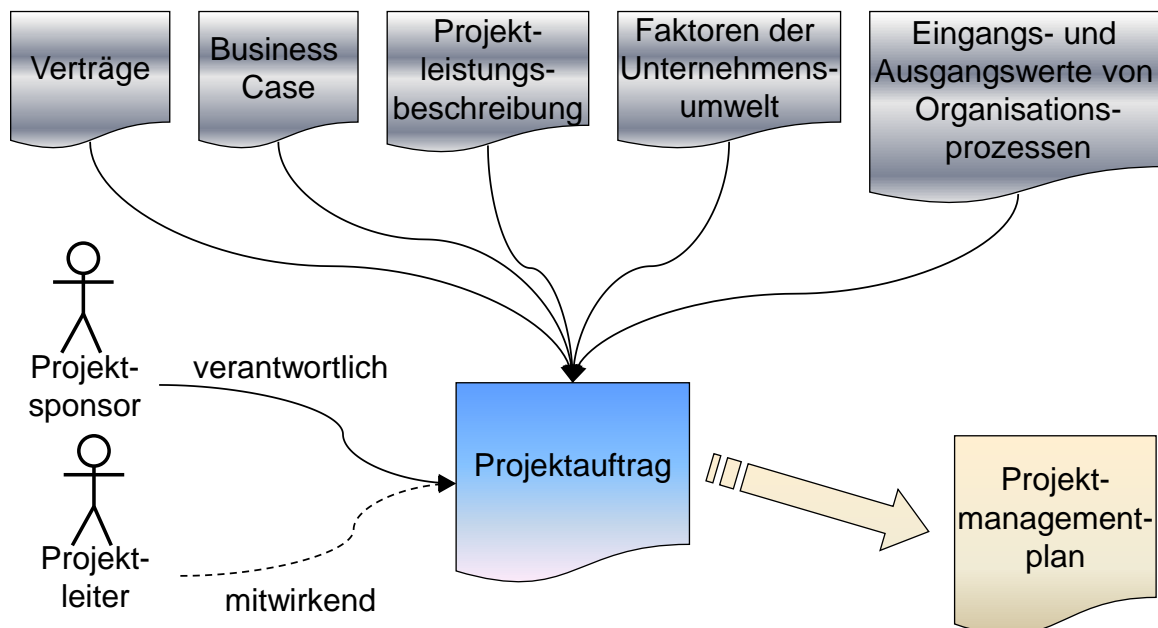 Verträge
Business
Case
Projekt-
leistungs-
beschreibung
Faktoren der
Unternehmens-
umwelt
Eingangs- und
Ausgangswerte von
Organisations-
prozessen
Projekt-
sponsor
verantwortlich
Projekt-
leiter
mitwirkend
Projektauftrag
Projekt-
management-
plan